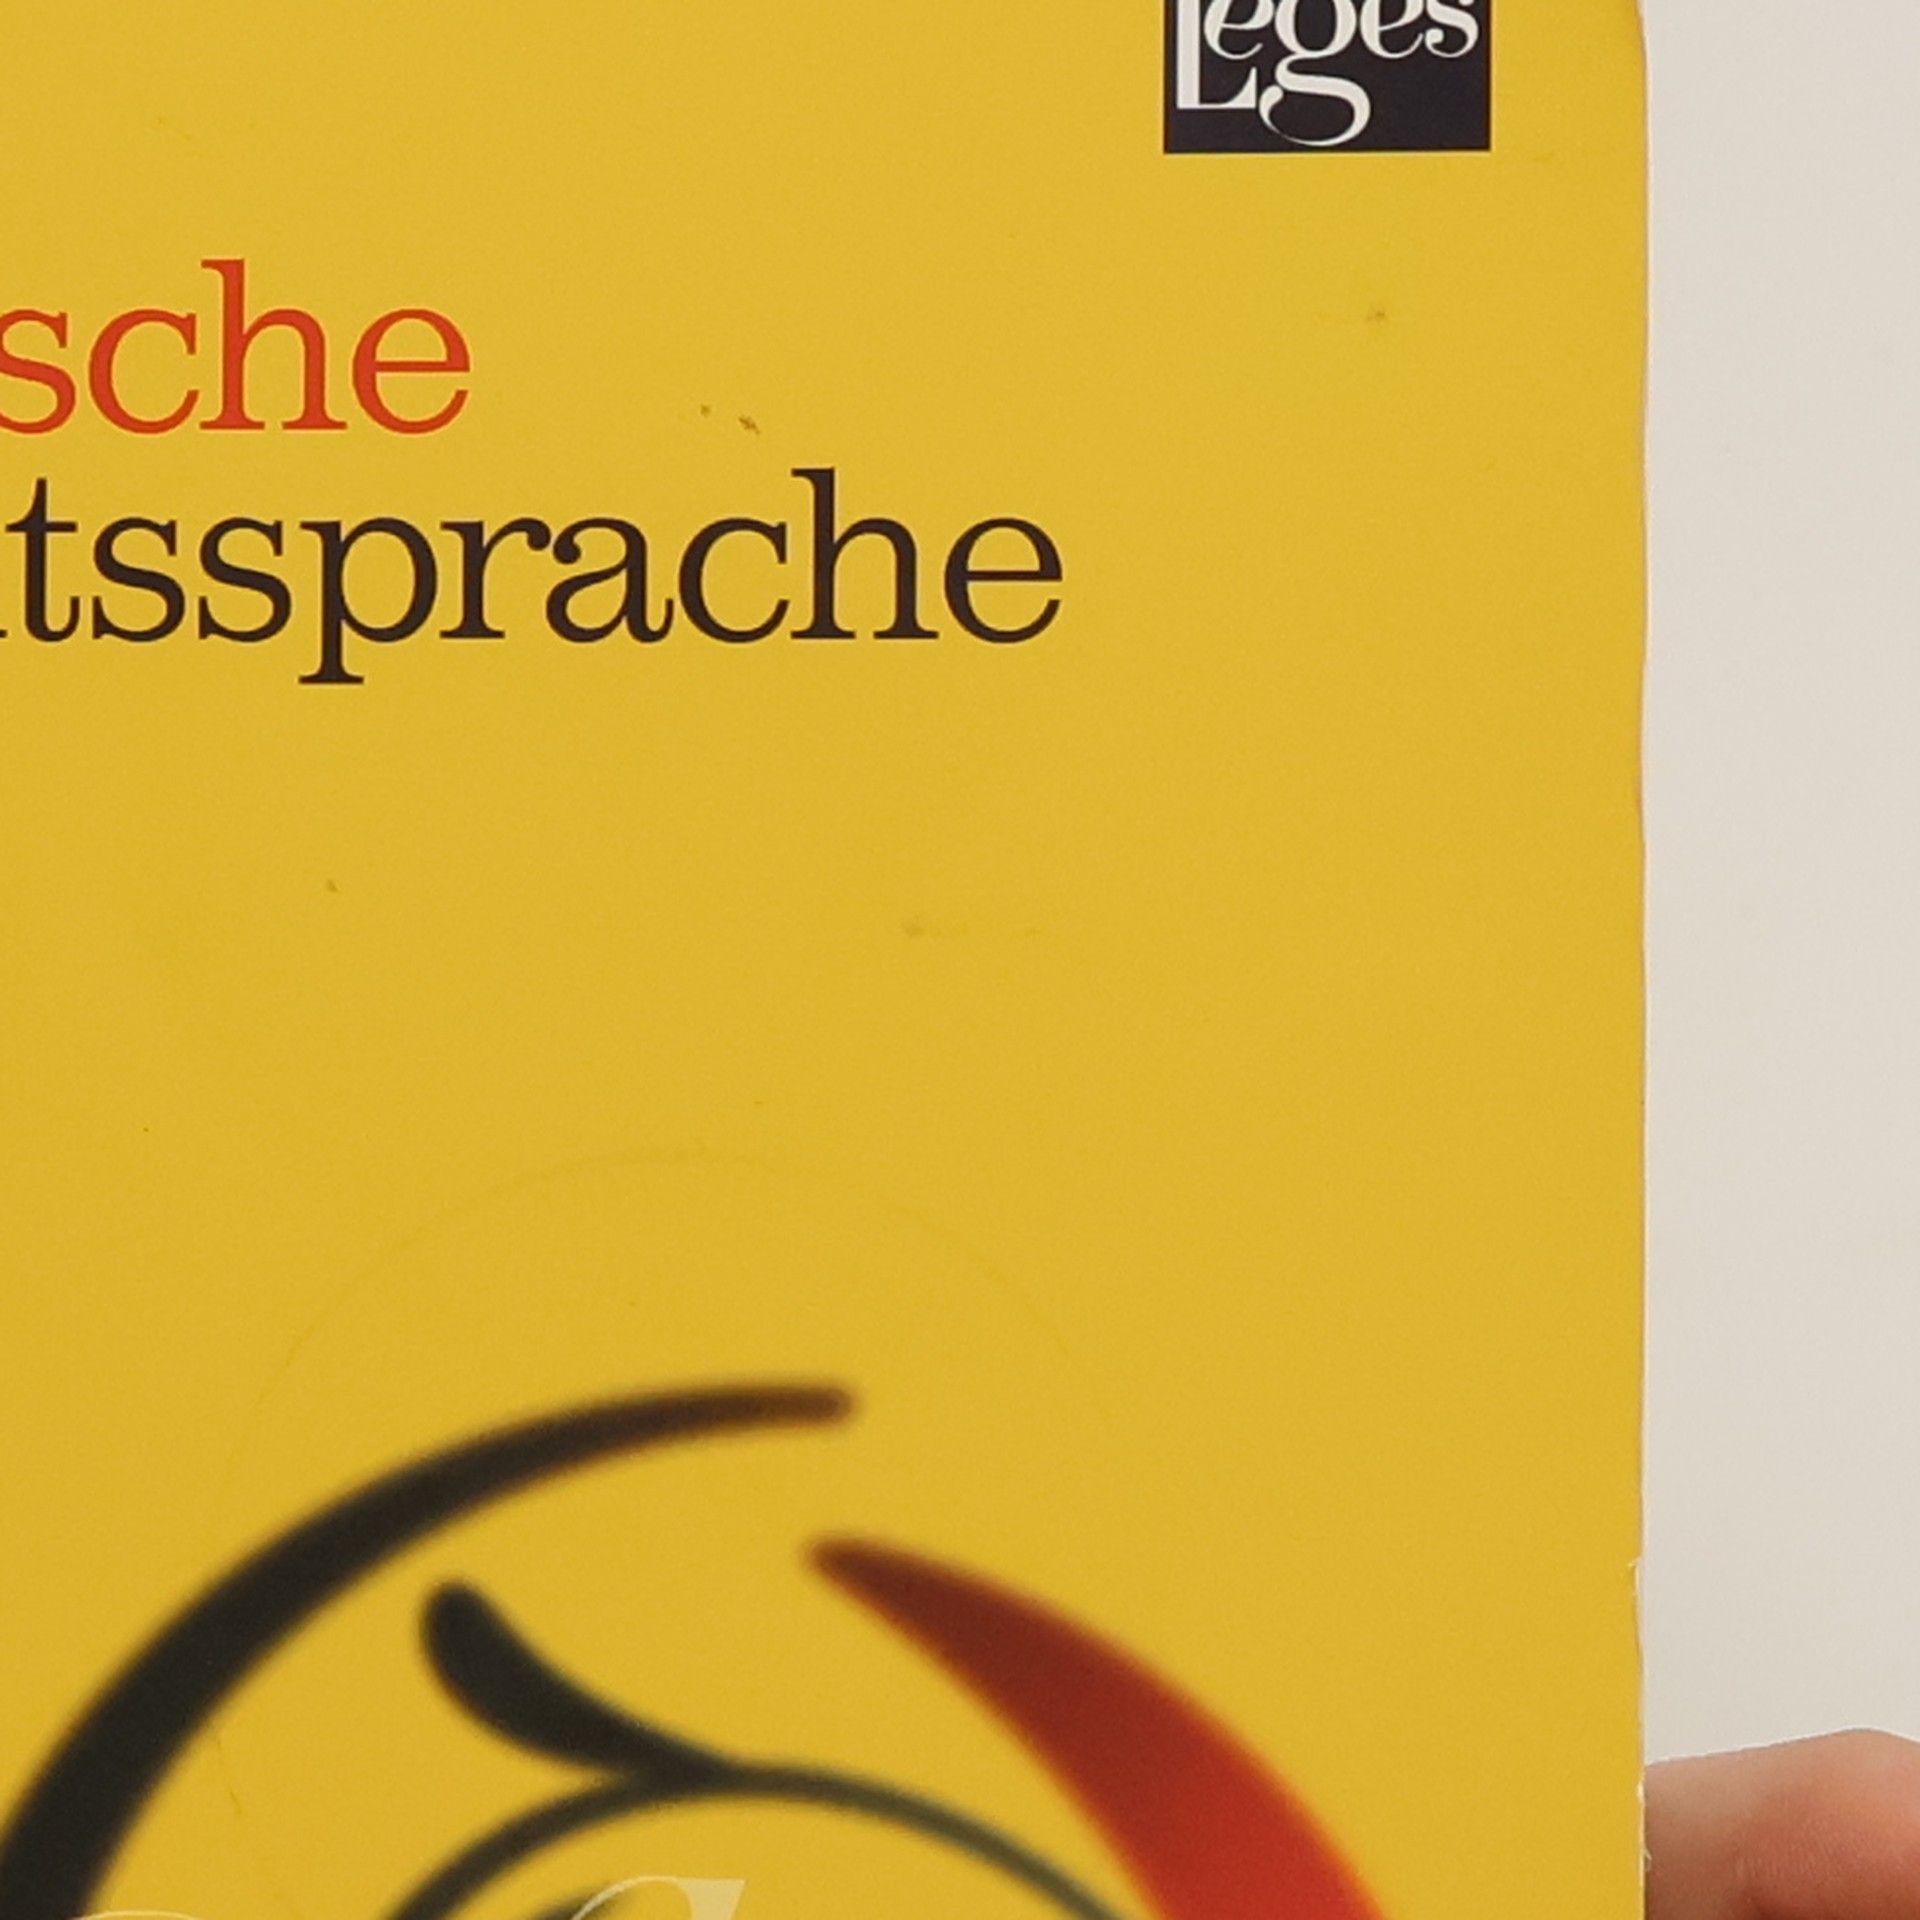 Leges
sche
tssprache